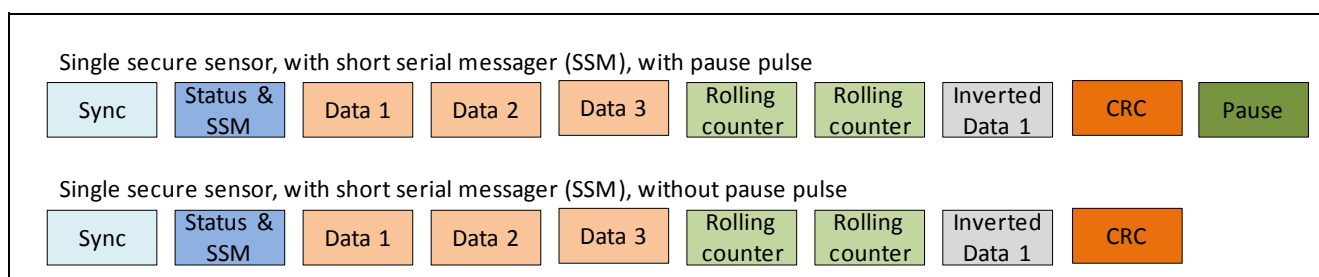 Single secure sensor, with short serial messager (SSM), with pause pulse
Sync
Status &
SSM
Data 1
Data 2
Data 3
Rolling
counter
Rolling
counter
Inverted
Data 1
CRC
Pause
Single secure sensor, with short serial messager (SSM), without pause pulse
Sync
Status &
SSM
Data 1
Data 2
Data 3
Rolling
counter
Rolling
counter
Inverted
Data 1
CRC